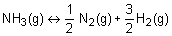 NH₃(g) ↔ 1/2 N₂(g) + 3/2 H₂(g)